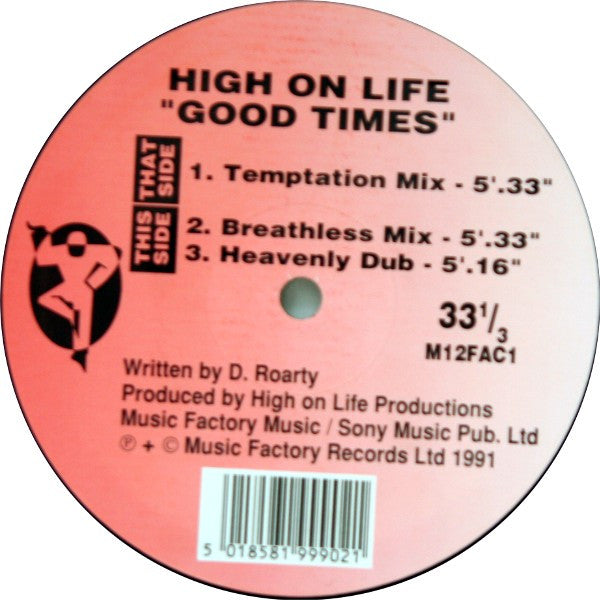 HIGH ON LIFE
"GOOD TIMES"
THAT SIDE
1. Temptation Mix - 5'.33"
THIS SIDE
2. Breathless Mix - 5'.33"
3. Heavenly Dub - 5'.16"
33 1/3
M12FAC1
Written by D. Roarty
Produced by High on Life Productions
Music Factory Music / Sony Music Pub. Ltd
℗ + © Music Factory Records Ltd 1991
5 018581 999021